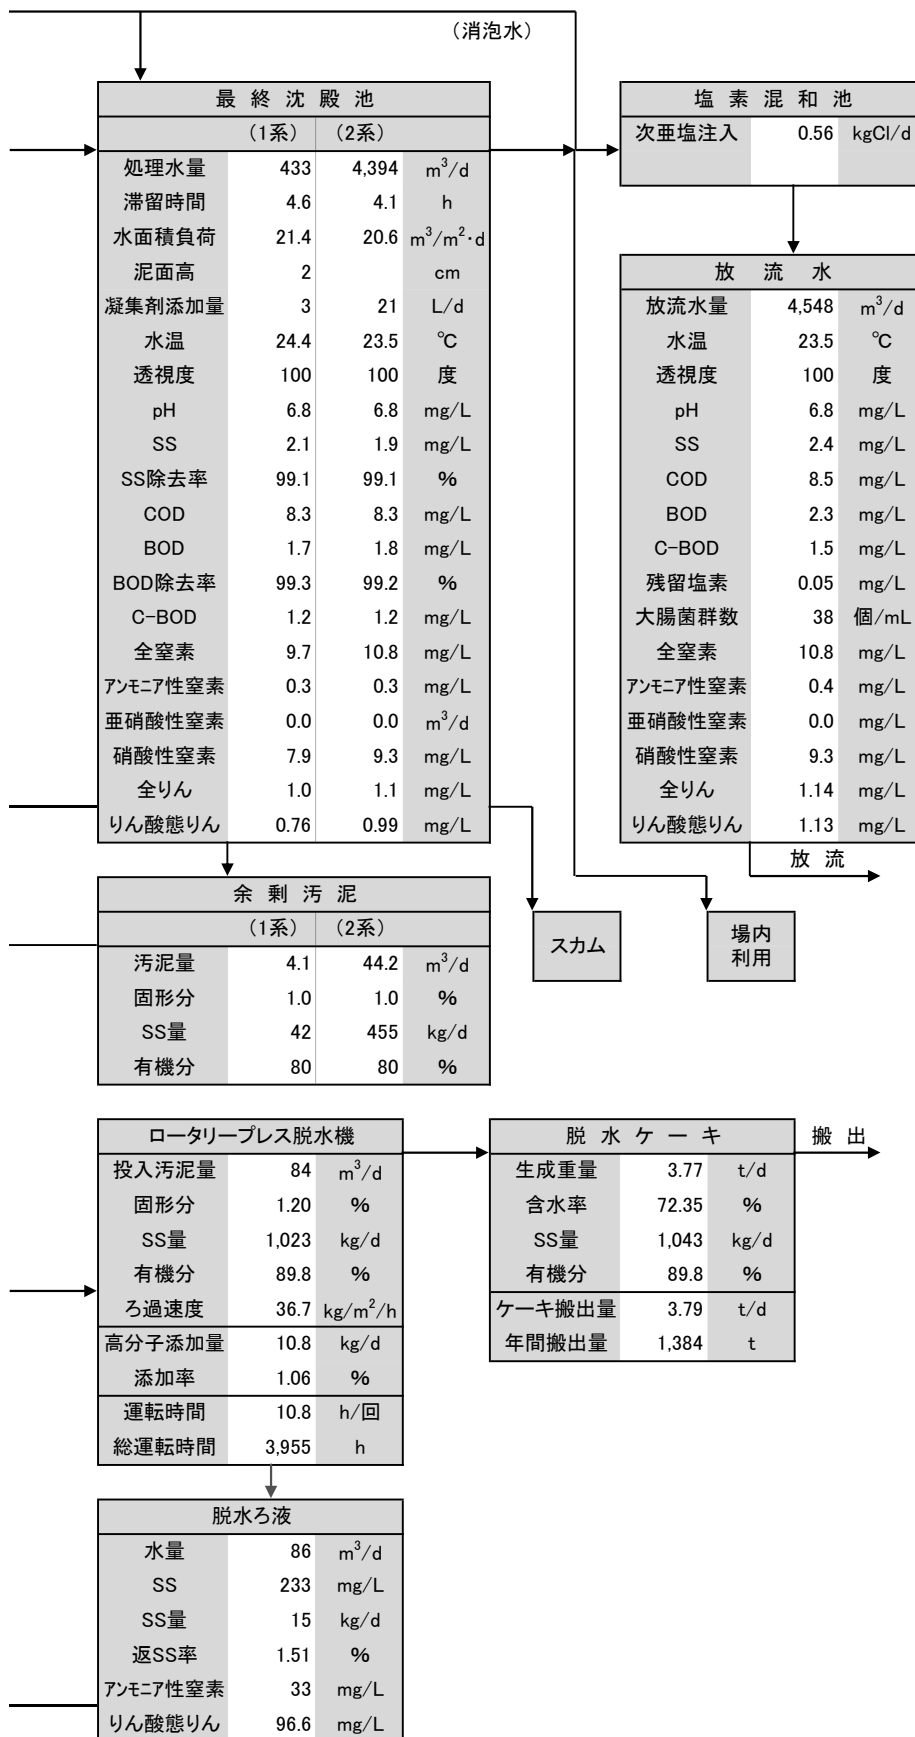 （消泡水）
最 終 沈 殿 池
（1系） （2系）
処理水量 433 4,394 m³/d
滞留時間 4.6 4.1 h
水面積負荷 21.4 20.6 m³/m²･d
泥面高 2 cm
凝集剤添加量 3 21 L/d
水温 24.4 23.5 ℃
透視度 100 100 度
pH 6.8 6.8 mg/L
SS 2.1 1.9 mg/L
SS除去率 99.1 99.1 %
COD 8.3 8.3 mg/L
BOD 1.7 1.8 mg/L
BOD除去率 99.3 99.2 %
C-BOD 1.2 1.2 mg/L
全窒素 9.7 10.8 mg/L
アンモニア性窒素 0.3 0.3 mg/L
亜硝酸性窒素 0.0 0.0 m³/d
硝酸性窒素 7.9 9.3 mg/L
全りん 1.0 1.1 mg/L
りん酸態りん 0.76 0.99 mg/L
塩 素 混 和 池
次亜塩注入 0.56 kgCl/d
放 流 水
放流水量 4,548 m³/d
水温 23.5 ℃
透視度 100 度
pH 6.8 mg/L
SS 2.4 mg/L
COD 8.5 mg/L
BOD 2.3 mg/L
C-BOD 1.5 mg/L
残留塩素 0.05 mg/L
大腸菌群数 38 個/mL
全窒素 10.8 mg/L
アンモニア性窒素 0.4 mg/L
亜硝酸性窒素 0.0 mg/L
硝酸性窒素 9.3 mg/L
全りん 1.14 mg/L
りん酸態りん 1.13 mg/L
放 流
余 剰 汚 泥
（1系） （2系）
汚泥量 4.1 44.2 m³/d
固形分 1.0 1.0 %
SS量 42 455 kg/d
有機分 80 80 %
スカム
場内
利用
ロータリープレス脱水機
投入汚泥量 84 m³/d
固形分 1.20 %
SS量 1,023 kg/d
有機分 89.8 %
ろ過速度 36.7 kg/m²/h
高分子添加量 10.8 kg/d
添加率 1.06 %
運転時間 10.8 h/回
総運転時間 3,955 h
脱 水 ケ ー キ
生成重量 3.77 t/d
含水率 72.35 %
SS量 1,043 kg/d
有機分 89.8 %
ケーキ搬出量 3.79 t/d
年間搬出量 1,384 t
搬 出
脱水ろ液
水量 86 m³/d
SS 233 mg/L
SS量 15 kg/d
返SS率 1.51 %
アンモニア性窒素 33 mg/L
りん酸態りん 96.6 mg/L